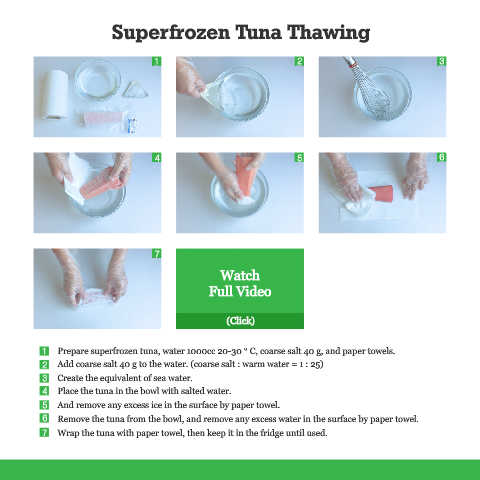 Superfrozen Tuna Thawing
1
2
3
4
5
6
7
Watch
Full Video
(Click)
1 Prepare superfrozen tuna, water 1000cc 20-30 ° C, coarse salt 40 g, and paper towels.
2 Add coarse salt 40 g to the water. (coarse salt : warm water = 1 : 25)
3 Create the equivalent of sea water.
4 Place the tuna in the bowl with salted water.
5 And remove any excess ice in the surface by paper towel.
6 Remove the tuna from the bowl, and remove any excess water in the surface by paper towel.
7 Wrap the tuna with paper towel, then keep it in the fridge until used.